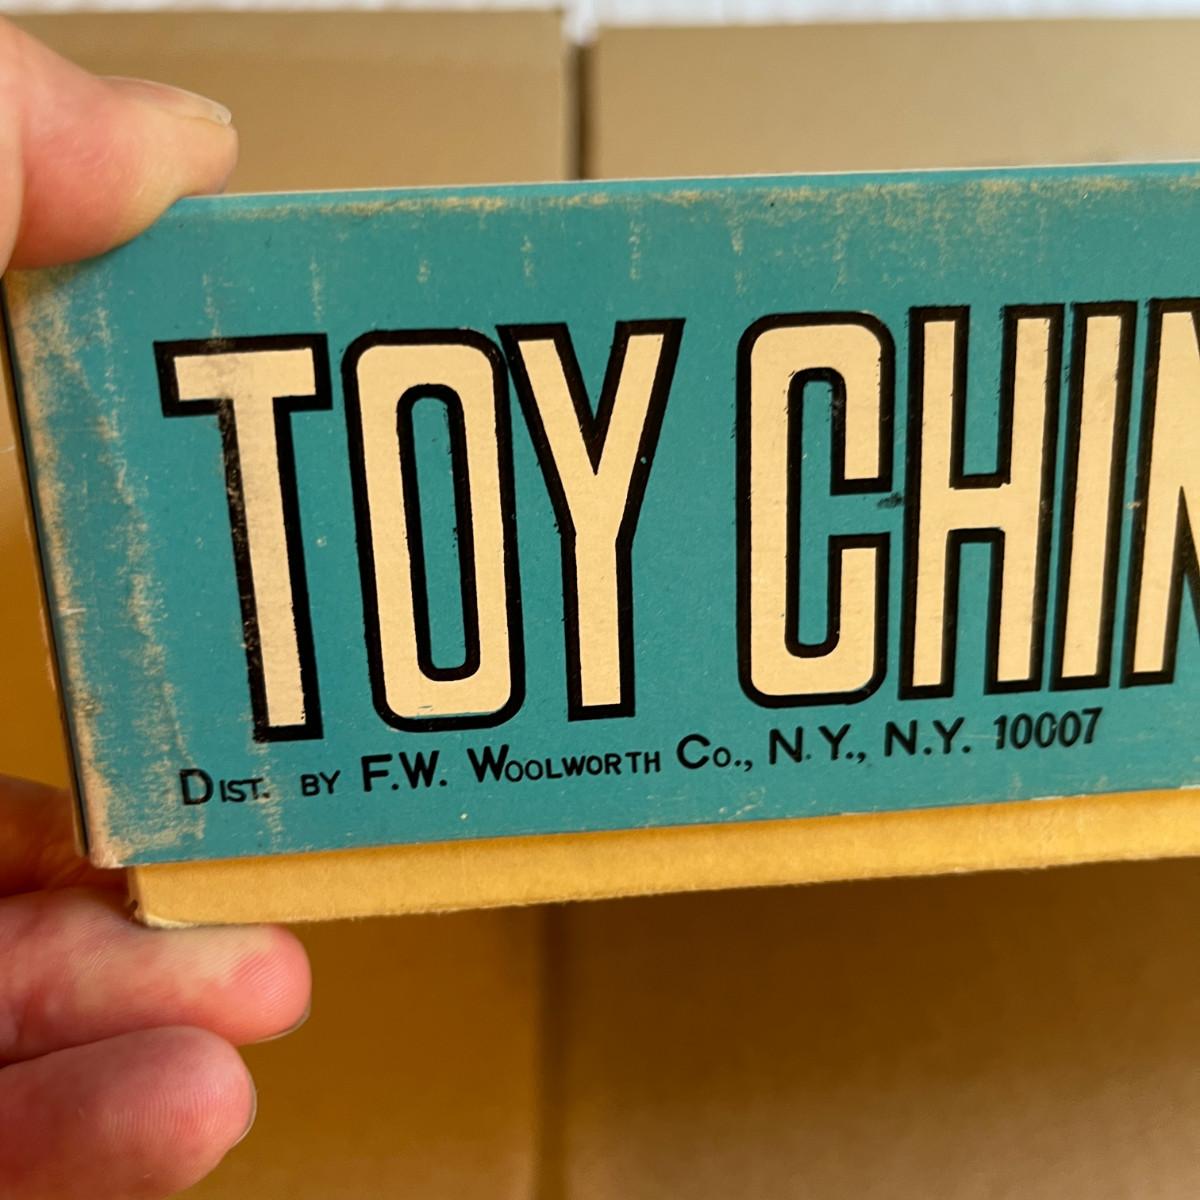 TOY CHIN
DIST. BY F.W. WOOLWORTH CO., N.Y., N.Y. 10007